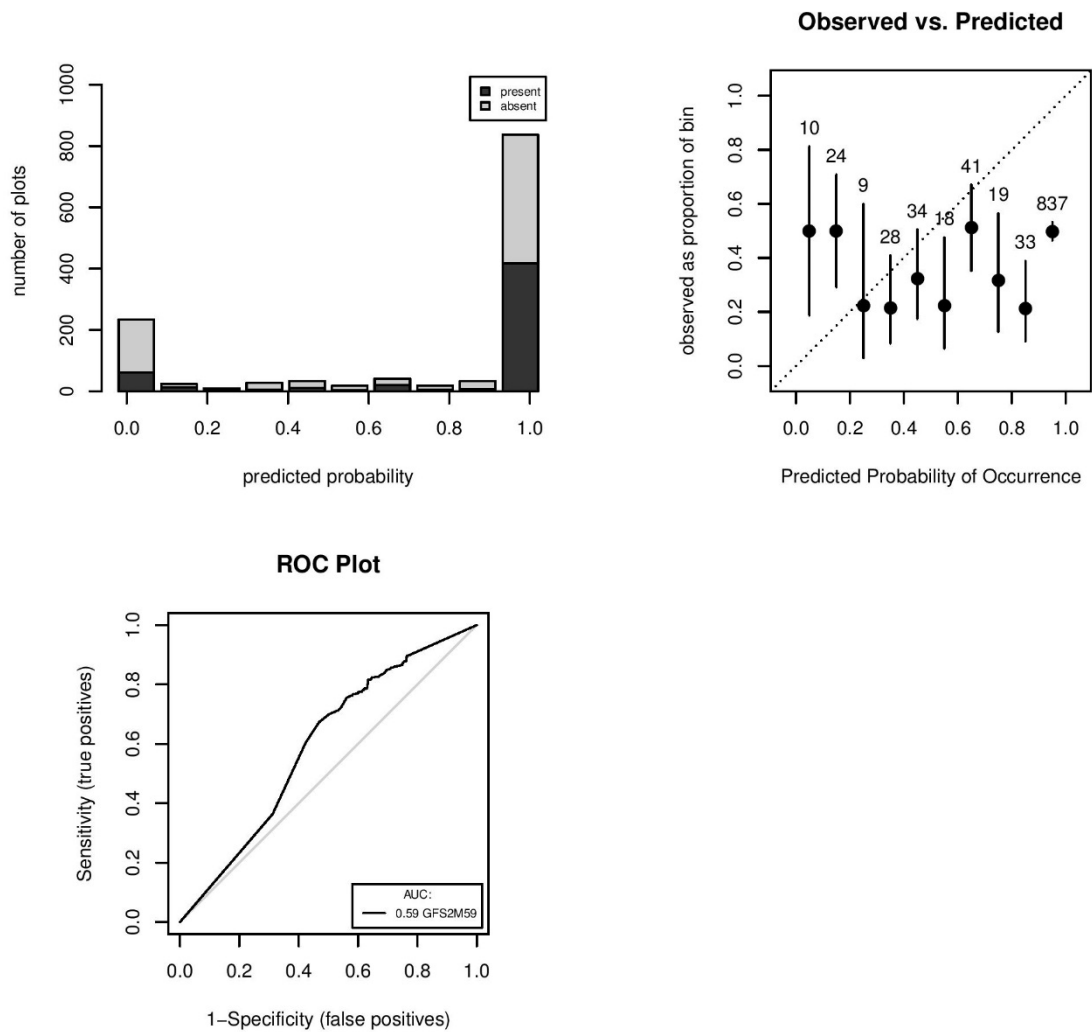 number of plots
1000
800
600
400
200
0
present
absent
0.0 0.2 0.4 0.6 0.8 1.0
predicted probability
Observed vs. Predicted
observed as proportion of bin
1.0
0.8
0.6
0.4
0.2
0.0
10
24
9
28
34
18
41
19
33
837
0.0 0.2 0.4 0.6 0.8 1.0
Predicted Probability of Occurrence
ROC Plot
Sensitivity (true positives)
1.0
0.8
0.6
0.4
0.2
0.0
AUC:
0.59 GFS2M59
0.0 0.2 0.4 0.6 0.8 1.0
1−Specificity (false positives)